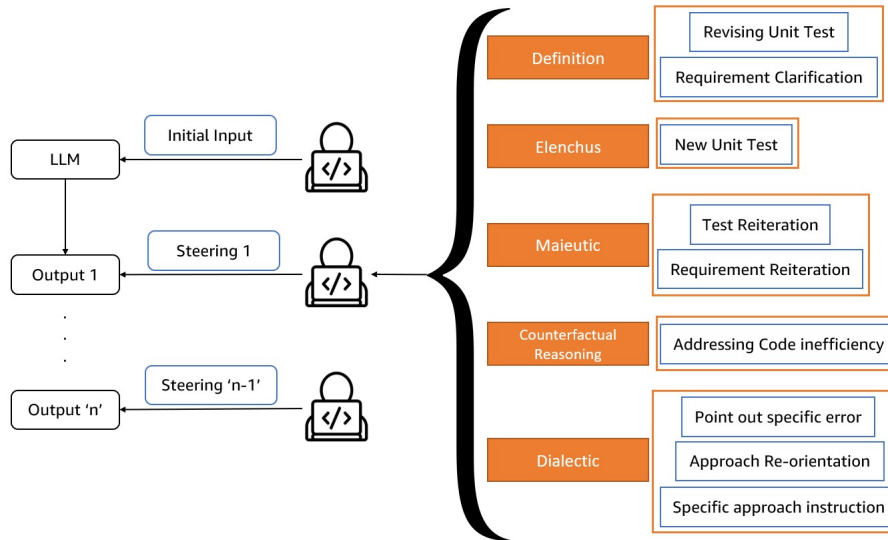 Initial Input
LLM
</>
Steering 1
Output 1
</>
.
.
.
Steering ‘n-1’
Output ‘n’
</>
Definition
Revising Unit Test
Requirement Clarification
Elenchus
New Unit Test
Maieutic
Test Reiteration
Requirement Reiteration
Counterfactual
Reasoning
Addressing Code inefficiency
Dialectic
Point out specific error
Approach Re-orientation
Specific approach instruction